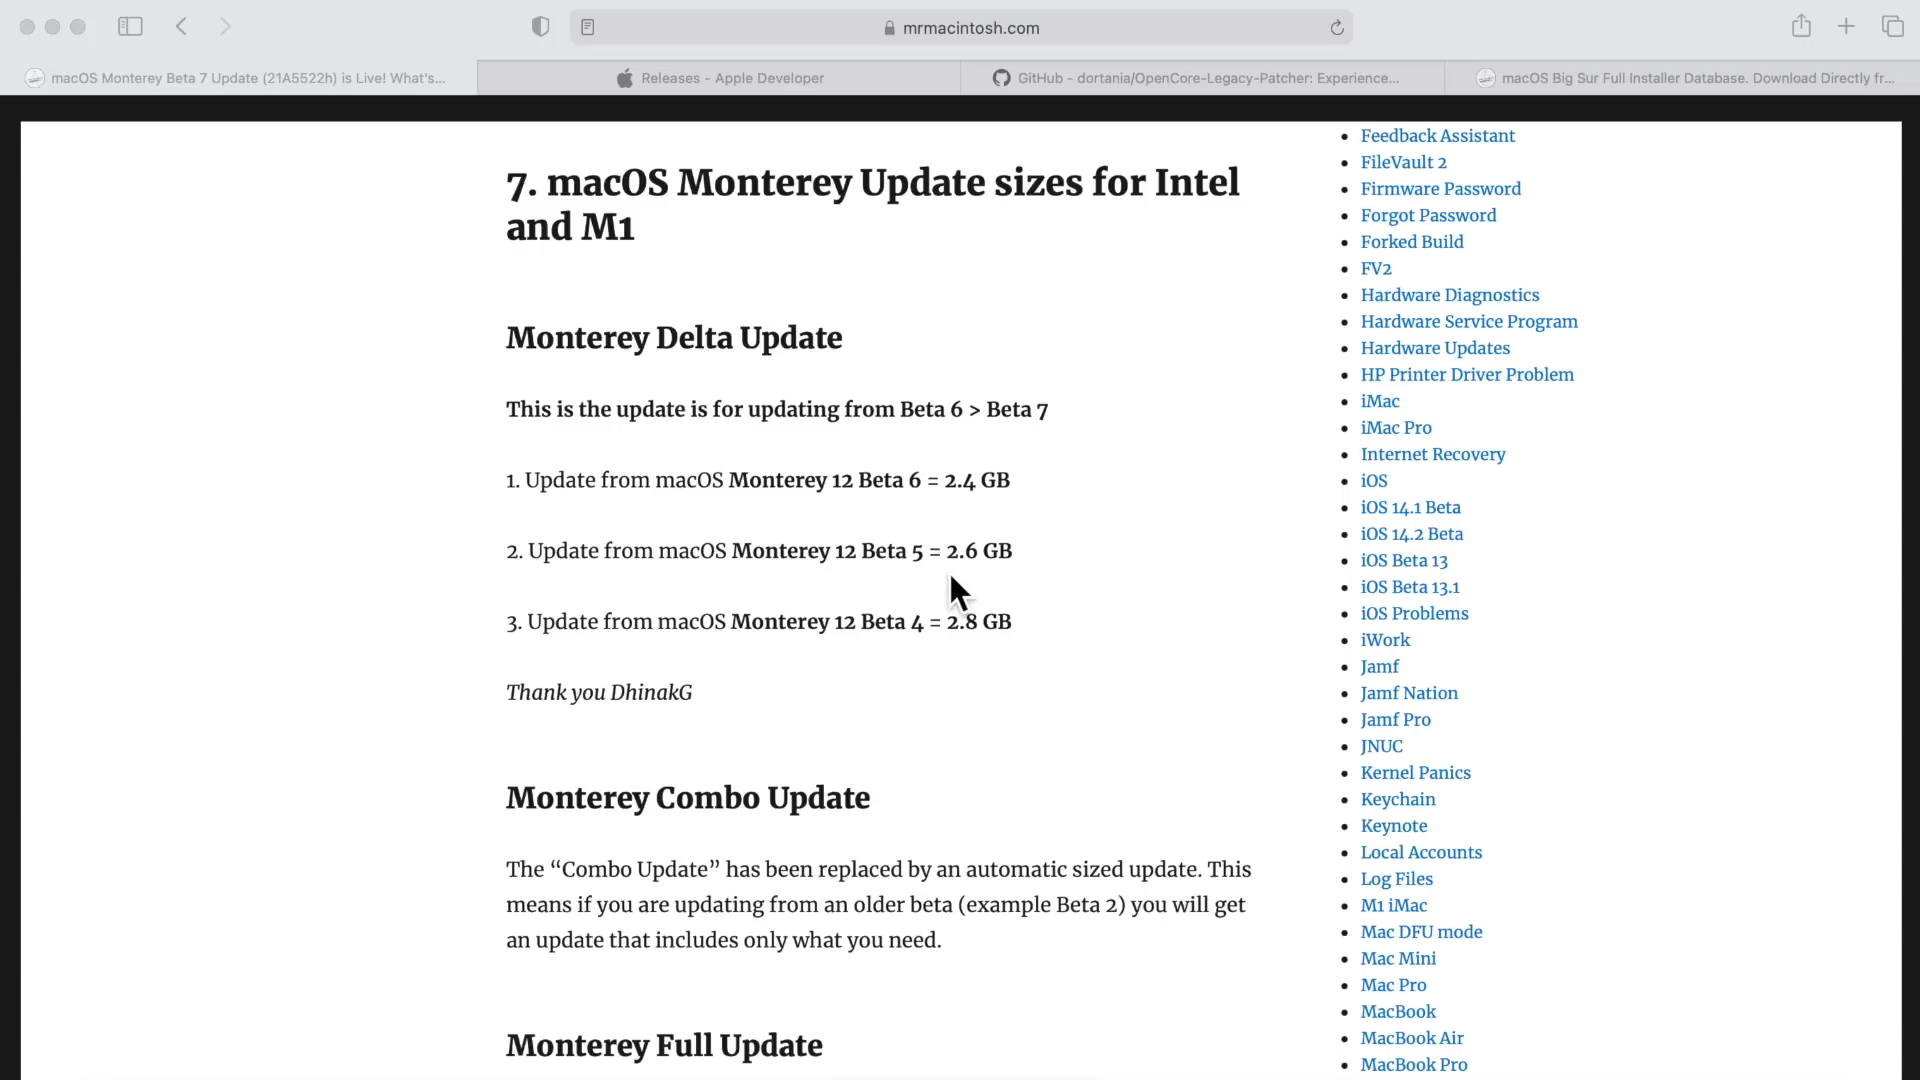 mrmacintosh.com
macOS Monterey Beta 7 Update (21A5522h) is Live! What's...
Releases - Apple Developer
GitHub - dortania/OpenCore-Legacy-Patcher: Experience...
macOS Big Sur Full Installer Database. Download Directly fr...
7. macOS Monterey Update sizes for Intel
and M1
Monterey Delta Update
This is the update is for updating from Beta 6 > Beta 7
1. Update from macOS Monterey 12 Beta 6 = 2.4 GB
2. Update from macOS Monterey 12 Beta 5 = 2.6 GB
3. Update from macOS Monterey 12 Beta 4 = 2.8 GB
Thank you DhinakG
Monterey Combo Update
The “Combo Update” has been replaced by an automatic sized update. This
means if you are updating from an older beta (example Beta 2) you will get
an update that includes only what you need.
Monterey Full Update
Feedback Assistant
FileVault 2
Firmware Password
Forgot Password
Forked Build
FV2
Hardware Diagnostics
Hardware Service Program
Hardware Updates
HP Printer Driver Problem
iMac
iMac Pro
Internet Recovery
iOS
iOS 14.1 Beta
iOS 14.2 Beta
iOS Beta 13
iOS Beta 13.1
iOS Problems
iWork
Jamf
Jamf Nation
Jamf Pro
JNUC
Kernel Panics
Keychain
Keynote
Local Accounts
Log Files
M1 iMac
Mac DFU mode
Mac Mini
Mac Pro
MacBook
MacBook Air
MacBook Pro